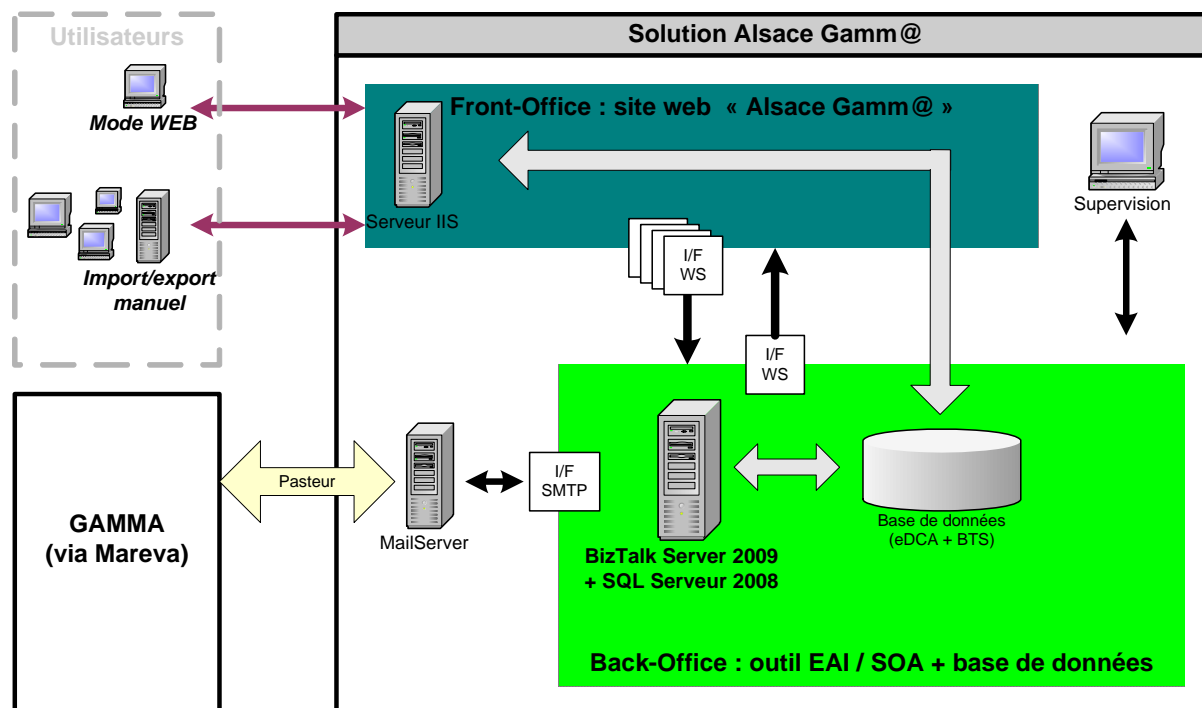 Utilisateurs
Solution Alsace Gamm@
Mode WEB
Front-Office : site web « Alsace Gamm@ »
Serveur IIS
Supervision
Import/export
manuel
I/F
WS
I/F
WS
Pasteur
I/F
SMTP
MailServer
GAMMA
(via Mareva)
Base de données
(eDCA + BTS)
BizTalk Server 2009
+ SQL Serveur 2008
Back-Office : outil EAI / SOA + base de données